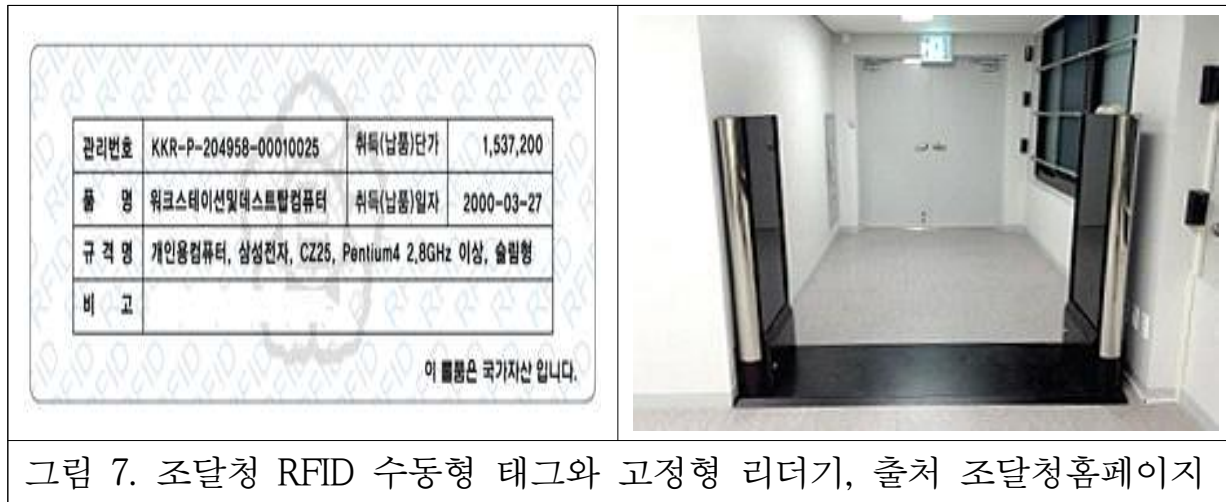 관리번호 KKR-P-204958-00010025 취득(납품)단가 1,537,200
품 명 워크스테이션및데스트탑컴퓨터 취득(납품)일자 2000-03-27
규 격 명 개인용컴퓨터, 삼성전자, CZ25, Pentium4 2.8GHz 이상, 슬림형
비 고
이 물품은 국가자산 입니다.
그림 7. 조달청 RFID 수동형 태그와 고정형 리더기, 출처 조달청홈페이지